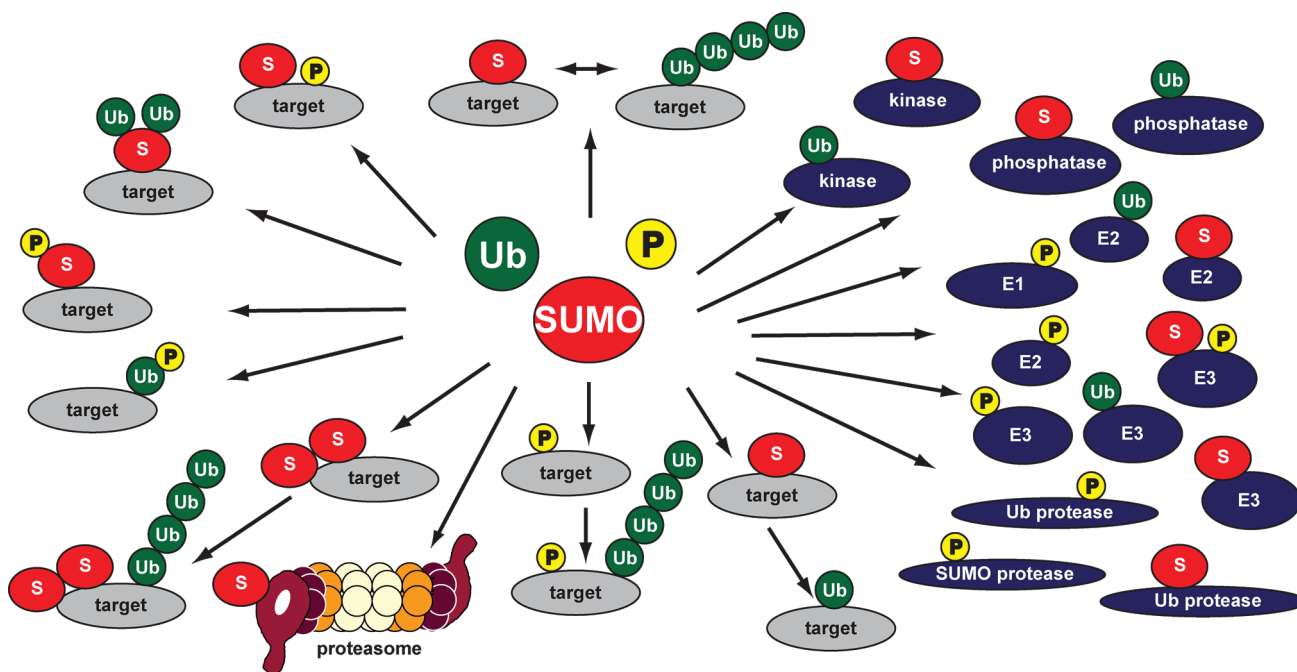 S
P
target
S
target
Ub
Ub
Ub
Ub
target
S
kinase
Ub
phosphatase
Ub
Ub
S
target
S
phosphatase
Ub
kinase
Ub
P
SUMO
Ub
E2
S
E2
P
E1
P
S
target
P
E2
S
P
E3
P
Ub
target
P
E3
Ub
E3
S
S
target
P
target
S
target
S
E3
P
Ub protease
Ub
Ub
Ub
Ub
S
S
target
S
proteasome
Ub
Ub
Ub
Ub
P
target
Ub
target
P
SUMO protease
S
Ub protease